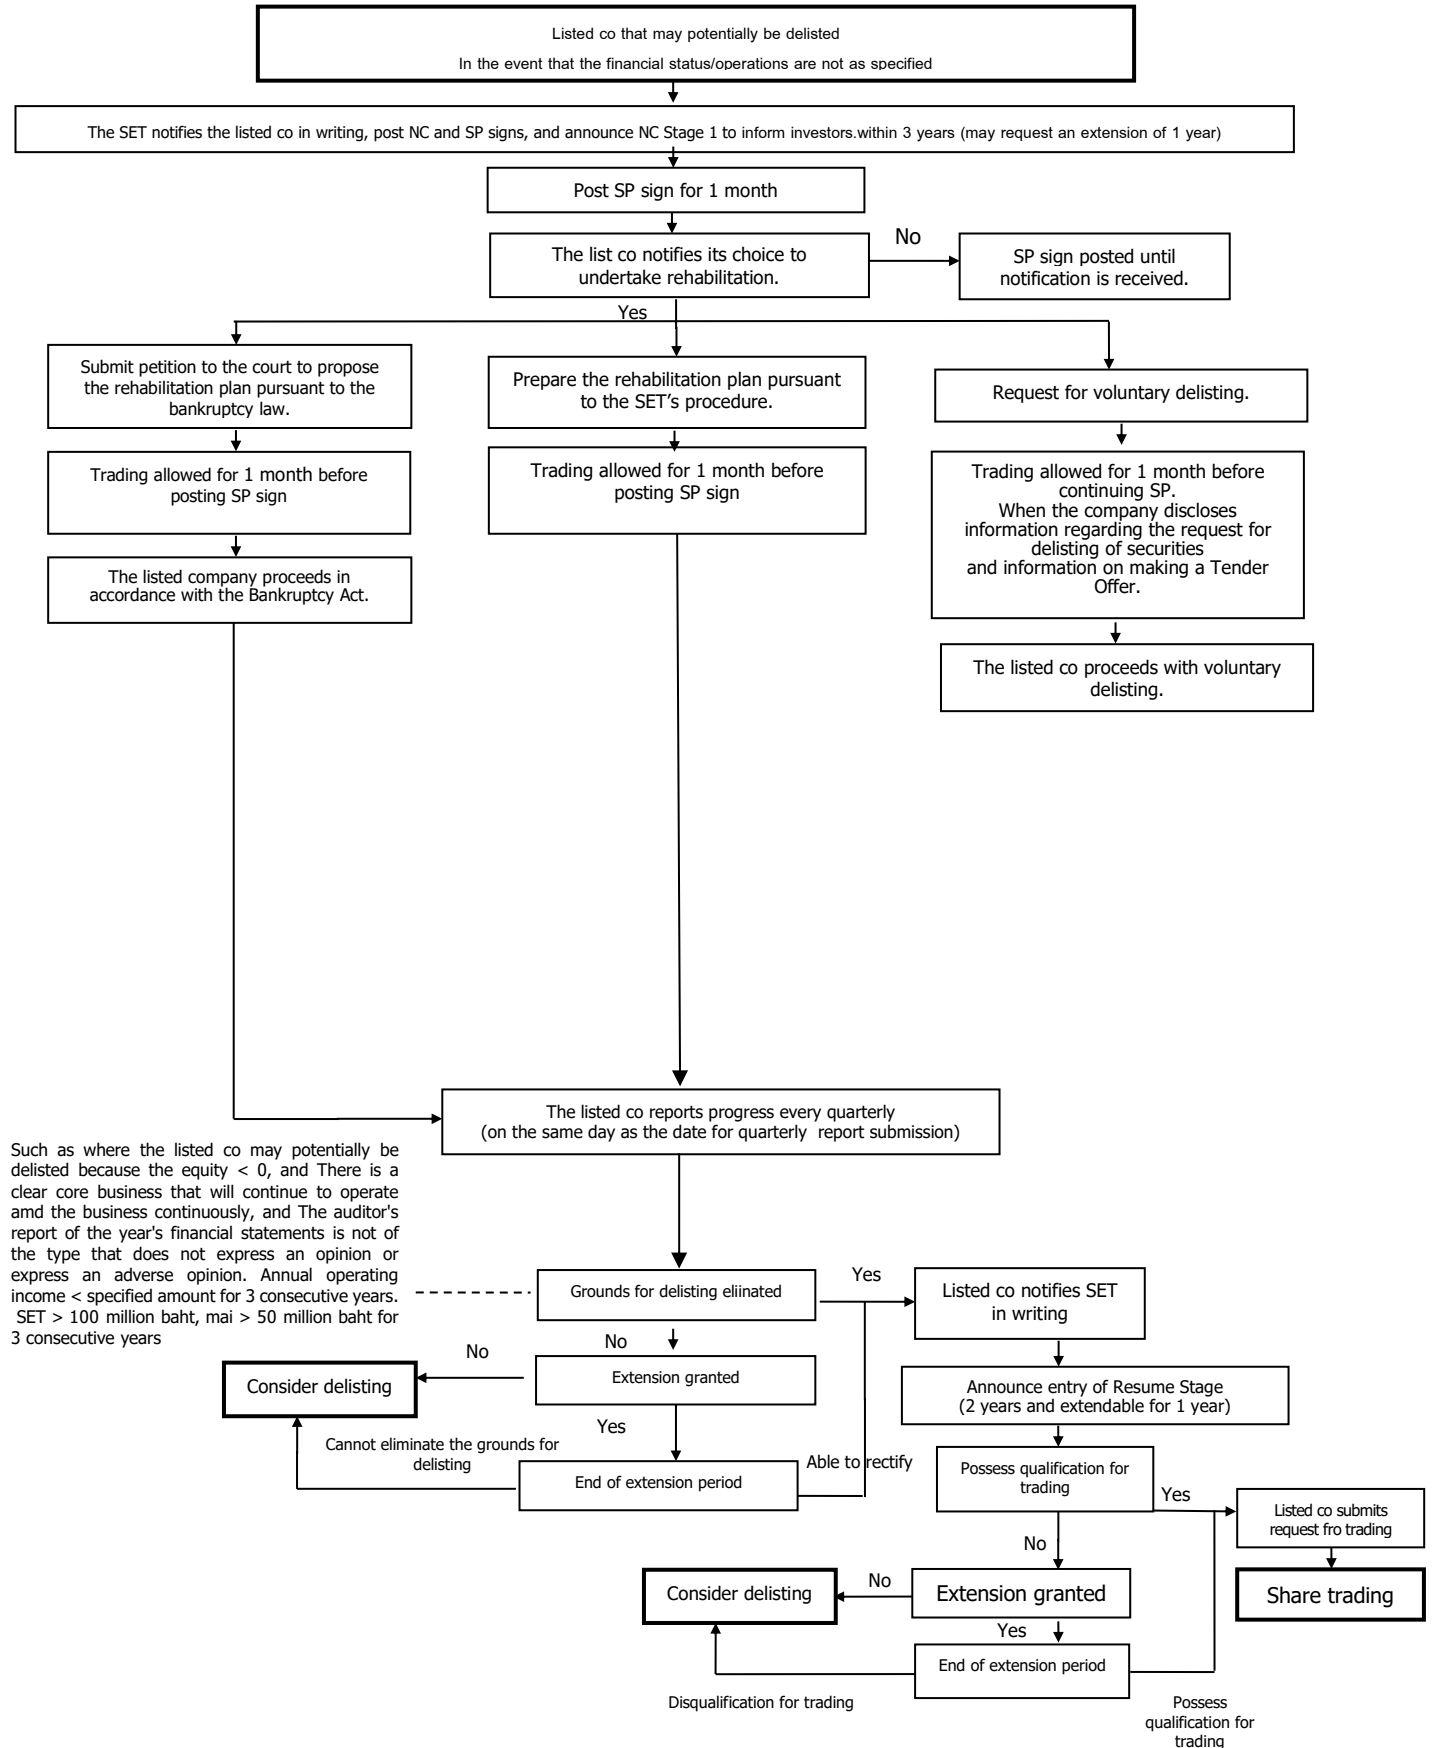 Listed co that may potentially be delisted
In the event that the financial status/operations are not as specified
The SET notifies the listed co in writing, post NC and SP signs, and announce NC Stage 1 to inform investors.within 3 years (may request an extension of 1 year)
Post SP sign for 1 month
The list co notifies its choice to
undertake rehabilitation.
No
SP sign posted until
notification is received.
Yes
Submit petition to the court to propose
the rehabilitation plan pursuant to the
bankruptcy law.
Prepare the rehabilitation plan pursuant
to the SET's procedure.
Request for voluntary delisting.
Trading allowed for 1 month before
posting SP sign
Trading allowed for 1 month before
posting SP sign
Trading allowed for 1 month before
continuing SP.
When the company discloses
information regarding the request for
delisting of securities
and information on making a Tender
Offer.
The listed company proceeds in
accordance with the Bankruptcy Act.
The listed co proceeds with voluntary
delisting.
The listed co reports progress every quarterly
(on the same day as the date for quarterly report submission)
Such as where the listed co may potentially be
delisted because the equity < 0, and There is a
clear core business that will continue to operate
amd the business continuously, and The auditor's
report of the year's financial statements is not of
the type that does not express an opinion or
express an adverse opinion. Annual operating
income < specified amount for 3 consecutive years.
SET > 100 million baht, mai > 50 million baht for
3 consecutive years
Grounds for delisting eliinated
Yes
Listed co notifies SET
in writing
No
Extension granted
No
Consider delisting
Announce entry of Resume Stage
(2 years and extendable for 1 year)
Yes
Cannot eliminate the grounds for
delisting
End of extension period
Able to rectify
Possess qualification for
trading
Yes
Listed co submits
request fro trading
No
Share trading
Extension granted
No
Consider delisting
Yes
End of extension period
Disqualification for trading
Possess
qualification for
trading